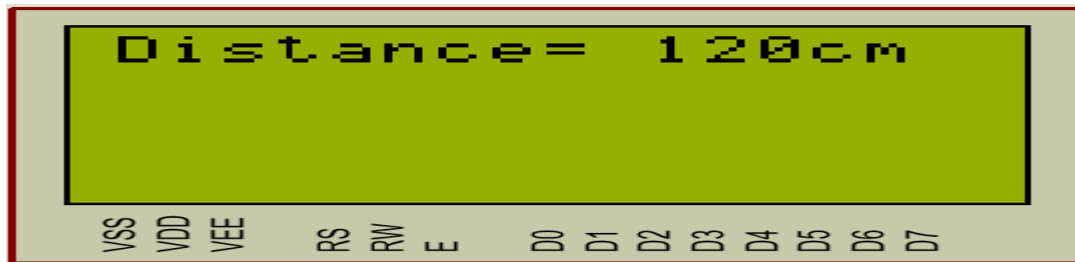 Distance= 120cm
VSS VDD VEE RS RW E D0 D1 D2 D3 D4 D5 D6 D7